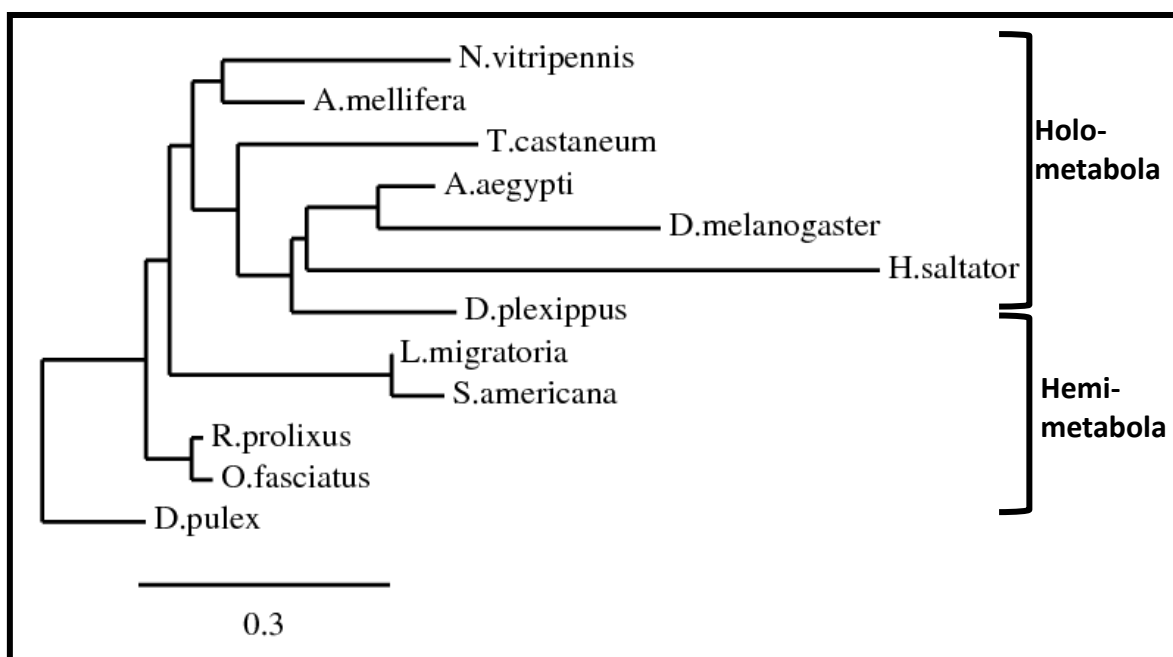 N.vitripennis
A.mellifera
T.castaneum
A.aegypti
D.melanogaster
H.saltator
D.plexippus
L.migratoria
S.americana
R.prolixus
O.fasciatus
D.pulex
0.3
Holo-
metabola
Hemi-
metabola